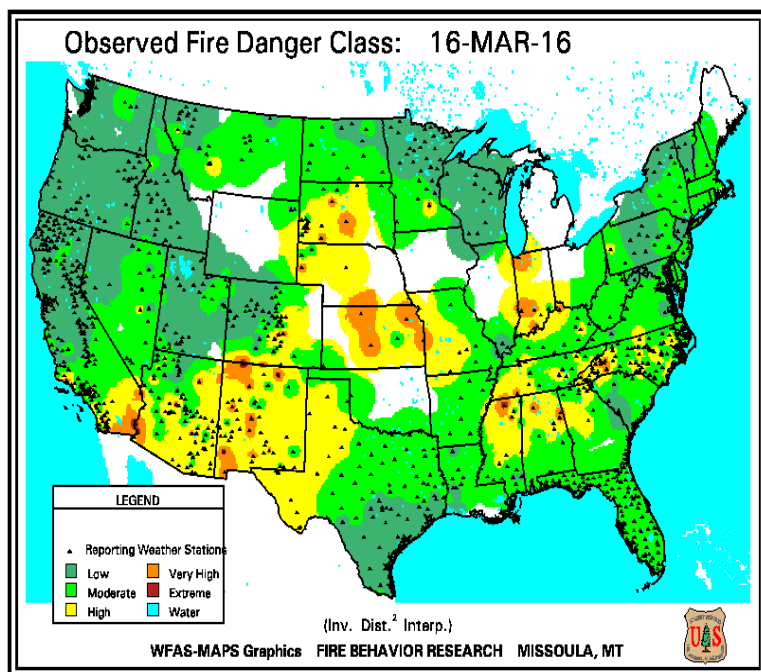 Observed Fire Danger Class: 16-MAR-16
LEGEND
Reporting Weather Stations
Low
Moderate
High
Very High
Extreme
Water
(Inv. Dist.² Interp.)
WFAS-MAPS Graphics FIRE BEHAVIOR RESEARCH MISSOULA, MT
U S